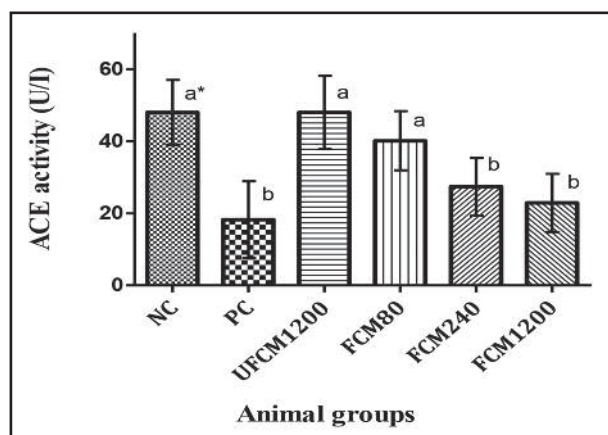 ACE activity (U/I)
60
40
20
0
a*
b
a
a
b
b
NC
PC
UFCM1200
FCM80
FCM240
FCM1200
Animal groups